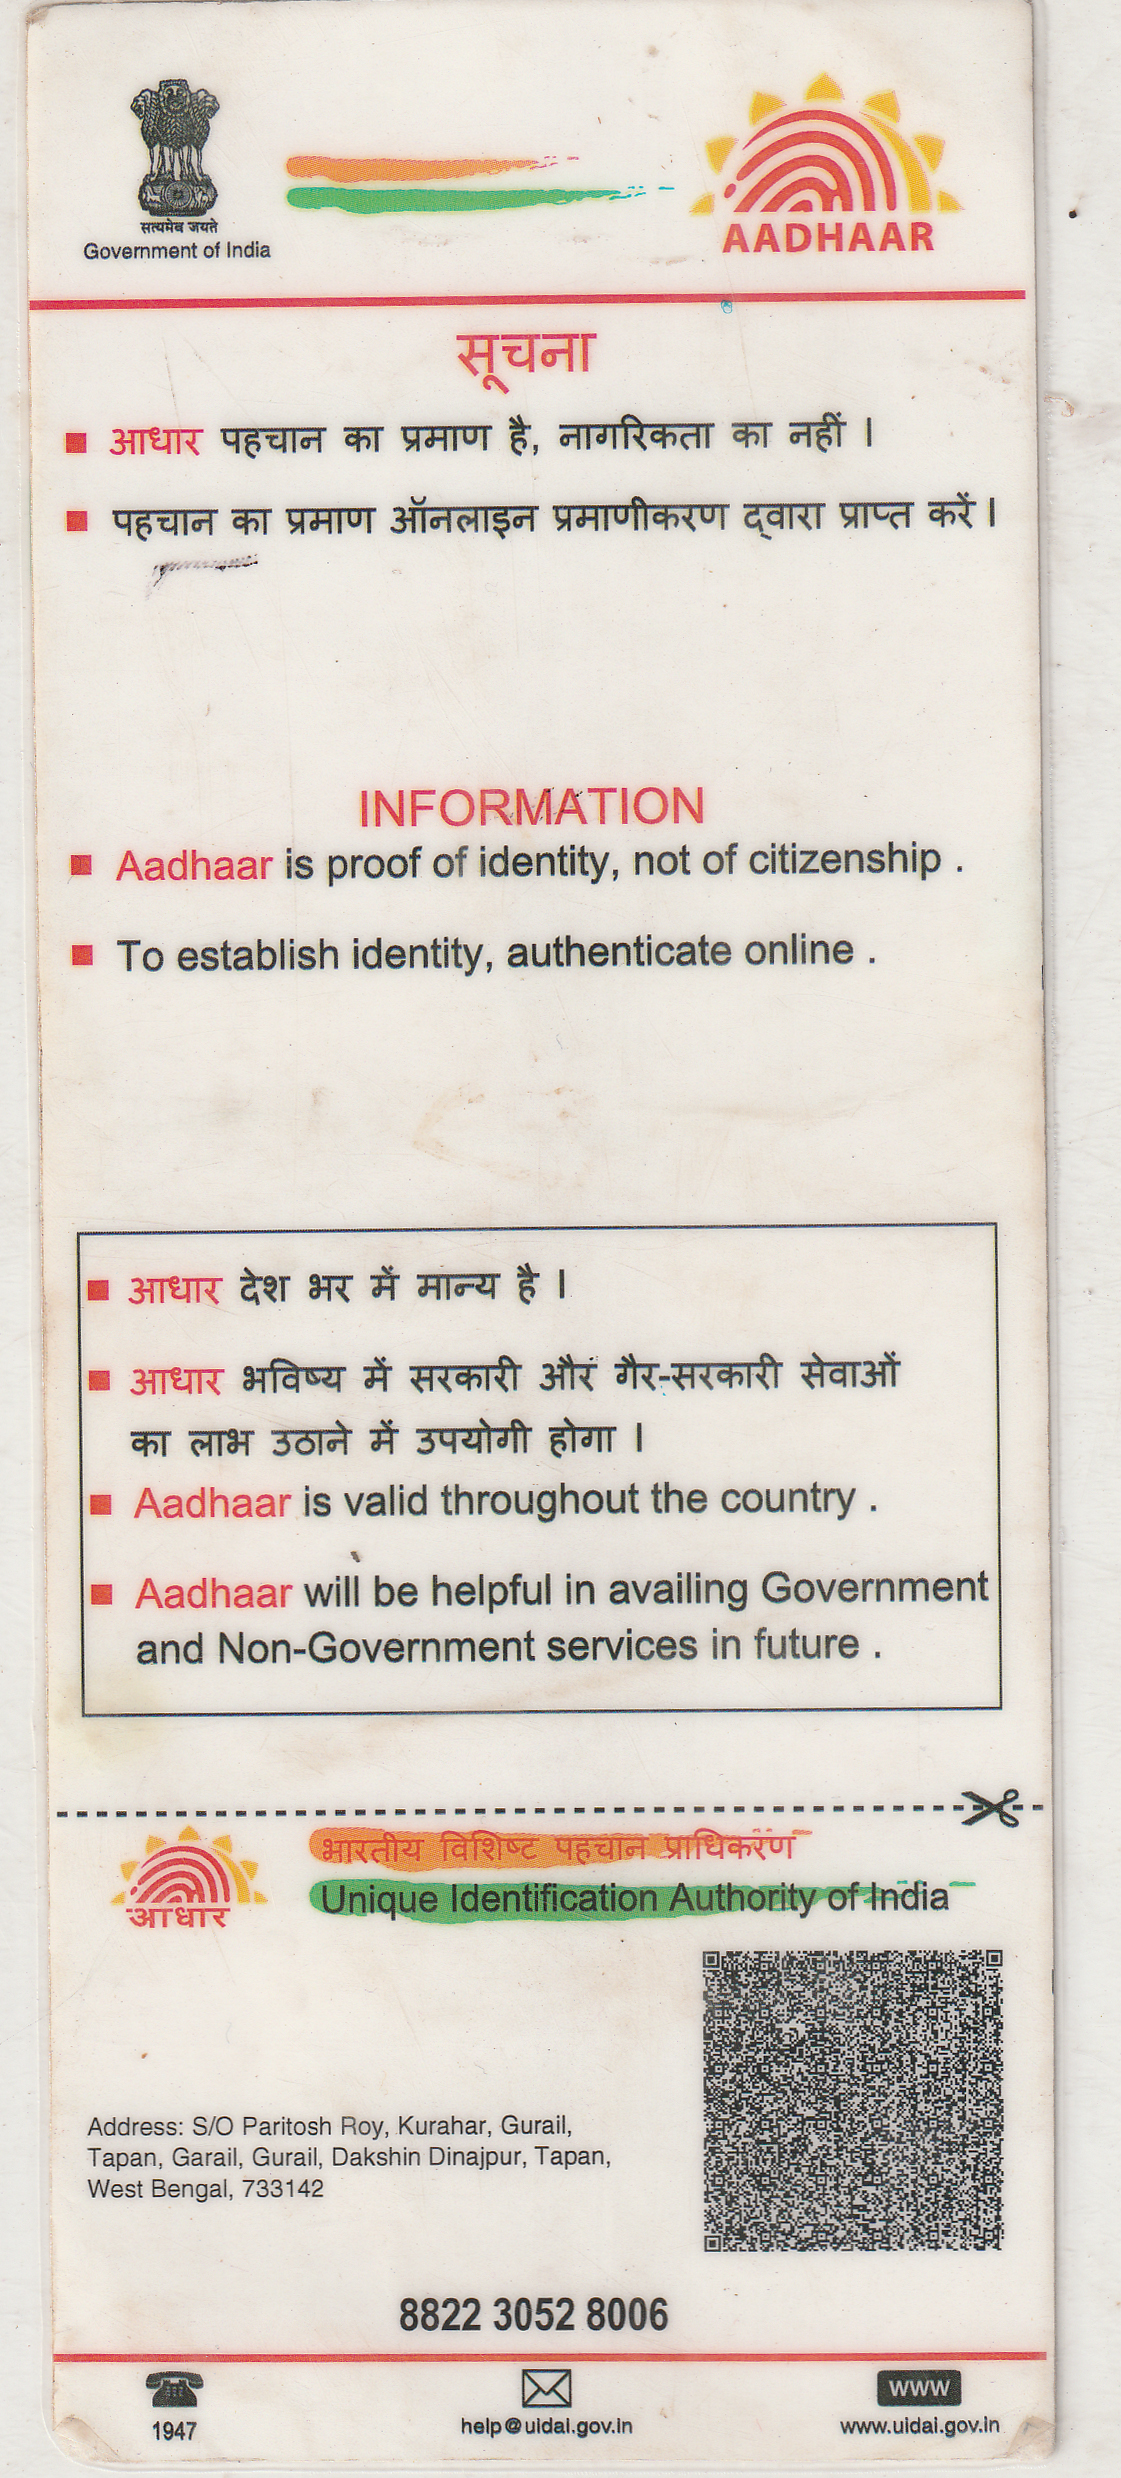 सत्यमेव जयते
Government of India
AADHAAR
सूचना
आधार पहचान का प्रमाण है, नागरिकता का नहीं ।
पहचान का प्रमाण ऑनलाइन प्रमाणीकरण द्वारा प्राप्त करें ।
INFORMATION
Aadhaar is proof of identity, not of citizenship .
To establish identity, authenticate online .
आधार देश भर में मान्य है ।
आधार भविष्य में सरकारी और गैर-सरकारी सेवाओं
का लाभ उठाने में उपयोगी होगा ।
Aadhaar is valid throughout the country .
Aadhaar will be helpful in availing Government
and Non-Government services in future .
भारतीय विशिष्ट पहचान प्राधिकरण
आधार
Unique Identification Authority of India
Address: S/O Paritosh Roy, Kurahar, Gurail,
Tapan, Garail, Gurail, Dakshin Dinajpur, Tapan,
West Bengal, 733142
8822 3052 8006
1947
help@uidai.gov.in
www
www.uidai.gov.in